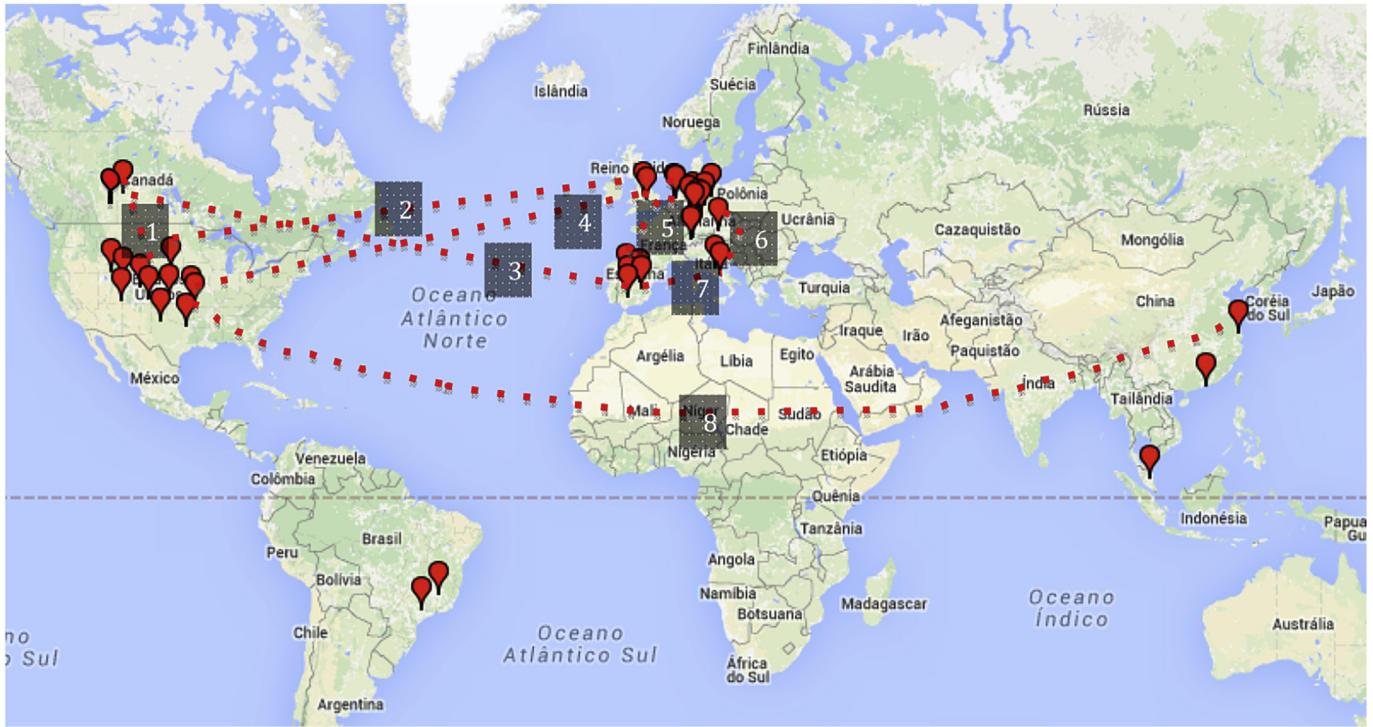 Finlândia
Suécia
Islândia
Rússia
Noruega
Reino
Canadá
Polônia
2
4
Ucrânia
1
5
6
Cazaquistão
França
Mongólia
3
7
Turquia
Japão
Oceano
Atlântico
Norte
China
Coréia
do Sul
Afeganistão
Iraque
Irão
Paquistão
Argélia
Líbia
Egito
México
Arábia
Saudita
Índia
Tailândia
Mali
Níger
Sudão
8
Chade
Nigéria
Etiópia
Venezuela
Colômbia
Quênia
Indonésia
Papua
Gu
Tanzânia
Brasil
Peru
Angola
Bolívia
Namíbia
Madagascar
Botsuana
Oceano
Índico
Chile
Austrália
no
o Sul
Oceano
Atlântico Sul
África
do Sul
Argentina